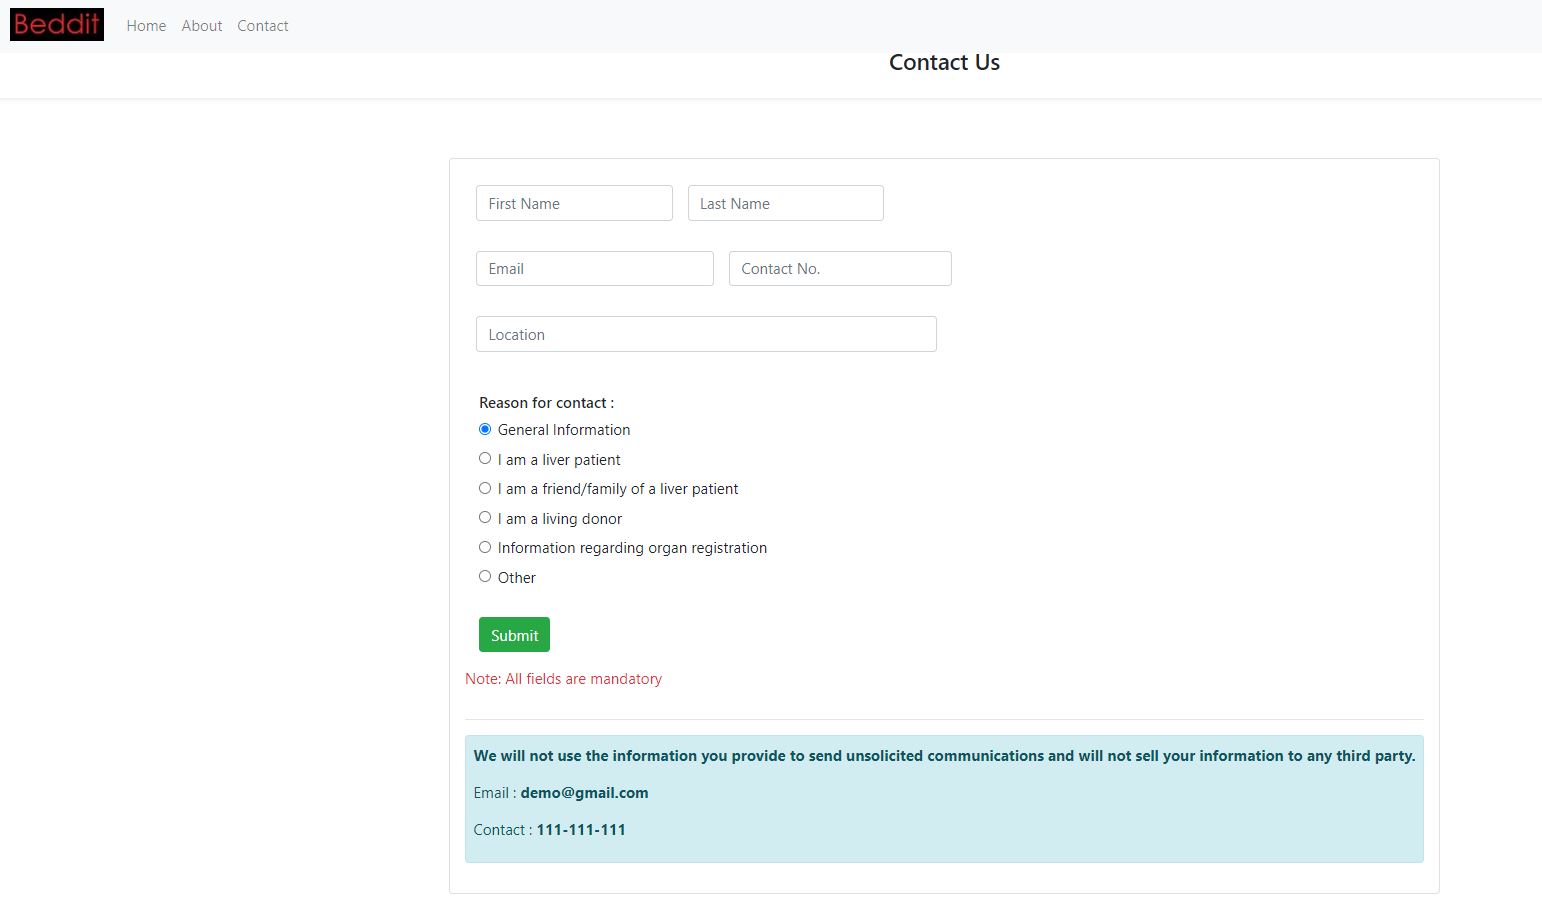 Beddit Home About Contact
Contact Us
First Name Last Name
Email Contact No.
Location
Reason for contact :
General Information
I am a liver patient
I am a friend/family of a liver patient
I am a living donor
Information regarding organ registration
Other
Submit
Note: All fields are mandatory
We will not use the information you provide to send unsolicited communications and will not sell your information to any third party.
Email : demo@gmail.com
Contact : 111-111-111